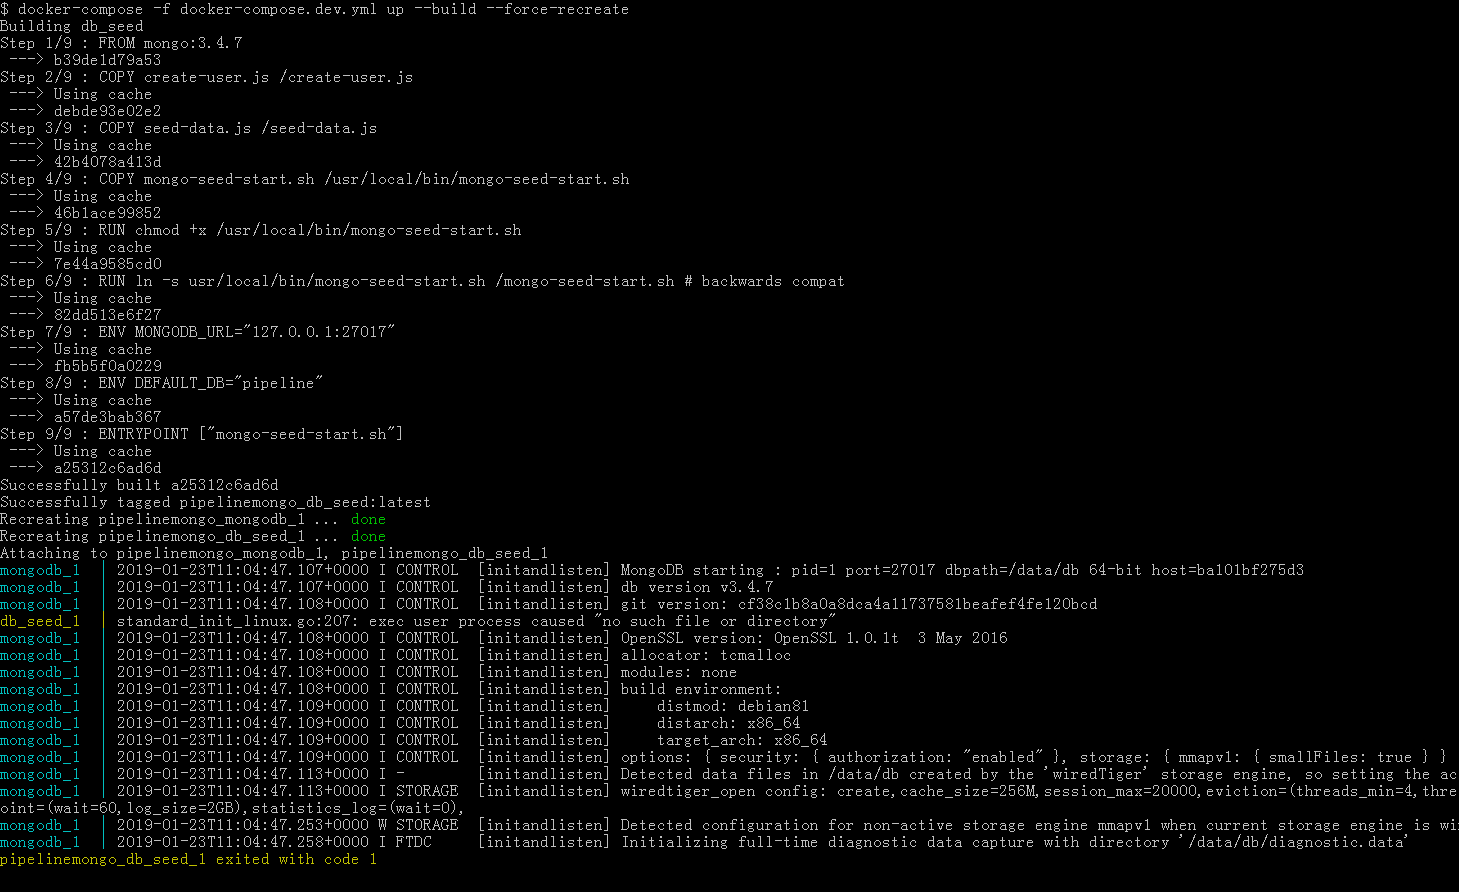 $ docker-compose -f docker-compose.dev.yml up --build --force-recreate
Building db_seed
Step 1/9 : FROM mongo:3.4.7
 ---> b39de1d79a53
Step 2/9 : COPY create-user.js /create-user.js
 ---> Using cache
 ---> debde93e02e2
Step 3/9 : COPY seed-data.js /seed-data.js
 ---> Using cache
 ---> 42b4078a413d
Step 4/9 : COPY mongo-seed-start.sh /usr/local/bin/mongo-seed-start.sh
 ---> Using cache
 ---> 46b1ace99852
Step 5/9 : RUN chmod +x /usr/local/bin/mongo-seed-start.sh
 ---> Using cache
 ---> 7e44a9585cd0
Step 6/9 : RUN ln -s usr/local/bin/mongo-seed-start.sh /mongo-seed-start.sh # backwards compat
 ---> Using cache
 ---> 82dd513e6f27
Step 7/9 : ENV MONGODB_URL="127.0.0.1:27017"
 ---> Using cache
 ---> fb5b5f0a0229
Step 8/9 : ENV DEFAULT_DB="pipeline"
 ---> Using cache
 ---> a57de3bab367
Step 9/9 : ENTRYPOINT ["mongo-seed-start.sh"]
 ---> Using cache
 ---> a25312c6ad6d
Successfully built a25312c6ad6d
Successfully tagged pipelinemongo_db_seed:latest
Recreating pipelinemongo_mongodb_1 ... done
Recreating pipelinemongo_db_seed_1 ... done
Attaching to pipelinemongo_mongodb_1, pipelinemongo_db_seed_1
mongodb_1  | 2019-01-23T11:04:47.107+0000 I CONTROL  [initandlisten] MongoDB starting : pid=1 port=27017 dbpath=/data/db 64-bit host=ba101bf275d3
mongodb_1  | 2019-01-23T11:04:47.107+0000 I CONTROL  [initandlisten] db version v3.4.7
mongodb_1  | 2019-01-23T11:04:47.108+0000 I CONTROL  [initandlisten] git version: cf38c1b8a0a8dca4a11737581beafef4fe120bcd
db_seed_1  | standard_init_linux.go:207: exec user process caused "no such file or directory"
mongodb_1  | 2019-01-23T11:04:47.108+0000 I CONTROL  [initandlisten] OpenSSL version: OpenSSL 1.0.1t  3 May 2016
mongodb_1  | 2019-01-23T11:04:47.108+0000 I CONTROL  [initandlisten] allocator: tcmalloc
mongodb_1  | 2019-01-23T11:04:47.108+0000 I CONTROL  [initandlisten] modules: none
mongodb_1  | 2019-01-23T11:04:47.108+0000 I CONTROL  [initandlisten] build environment:
mongodb_1  | 2019-01-23T11:04:47.109+0000 I CONTROL  [initandlisten]     distmod: debian81
mongodb_1  | 2019-01-23T11:04:47.109+0000 I CONTROL  [initandlisten]     distarch: x86_64
mongodb_1  | 2019-01-23T11:04:47.109+0000 I CONTROL  [initandlisten]     target_arch: x86_64
mongodb_1  | 2019-01-23T11:04:47.109+0000 I CONTROL  [initandlisten] options: { security: { authorization: "enabled" }, storage: { mmapv1: { smallFiles: true } }
mongodb_1  | 2019-01-23T11:04:47.113+0000 I -        [initandlisten] Detected data files in /data/db created by the 'wiredTiger' storage engine, so setting the ac
mongodb_1  | 2019-01-23T11:04:47.113+0000 I STORAGE  [initandlisten] wiredtiger_open config: create,cache_size=256M,session_max=20000,eviction=(threads_min=4,thre
oint=(wait=60,log_size=2GB),statistics_log=(wait=0),
mongodb_1  | 2019-01-23T11:04:47.253+0000 W STORAGE  [initandlisten] Detected configuration for non-active storage engine mmapv1 when current storage engine is wi
mongodb_1  | 2019-01-23T11:04:47.258+0000 I FTDC     [initandlisten] Initializing full-time diagnostic data capture with directory '/data/db/diagnostic.data'
pipelinemongo_db_seed_1 exited with code 1